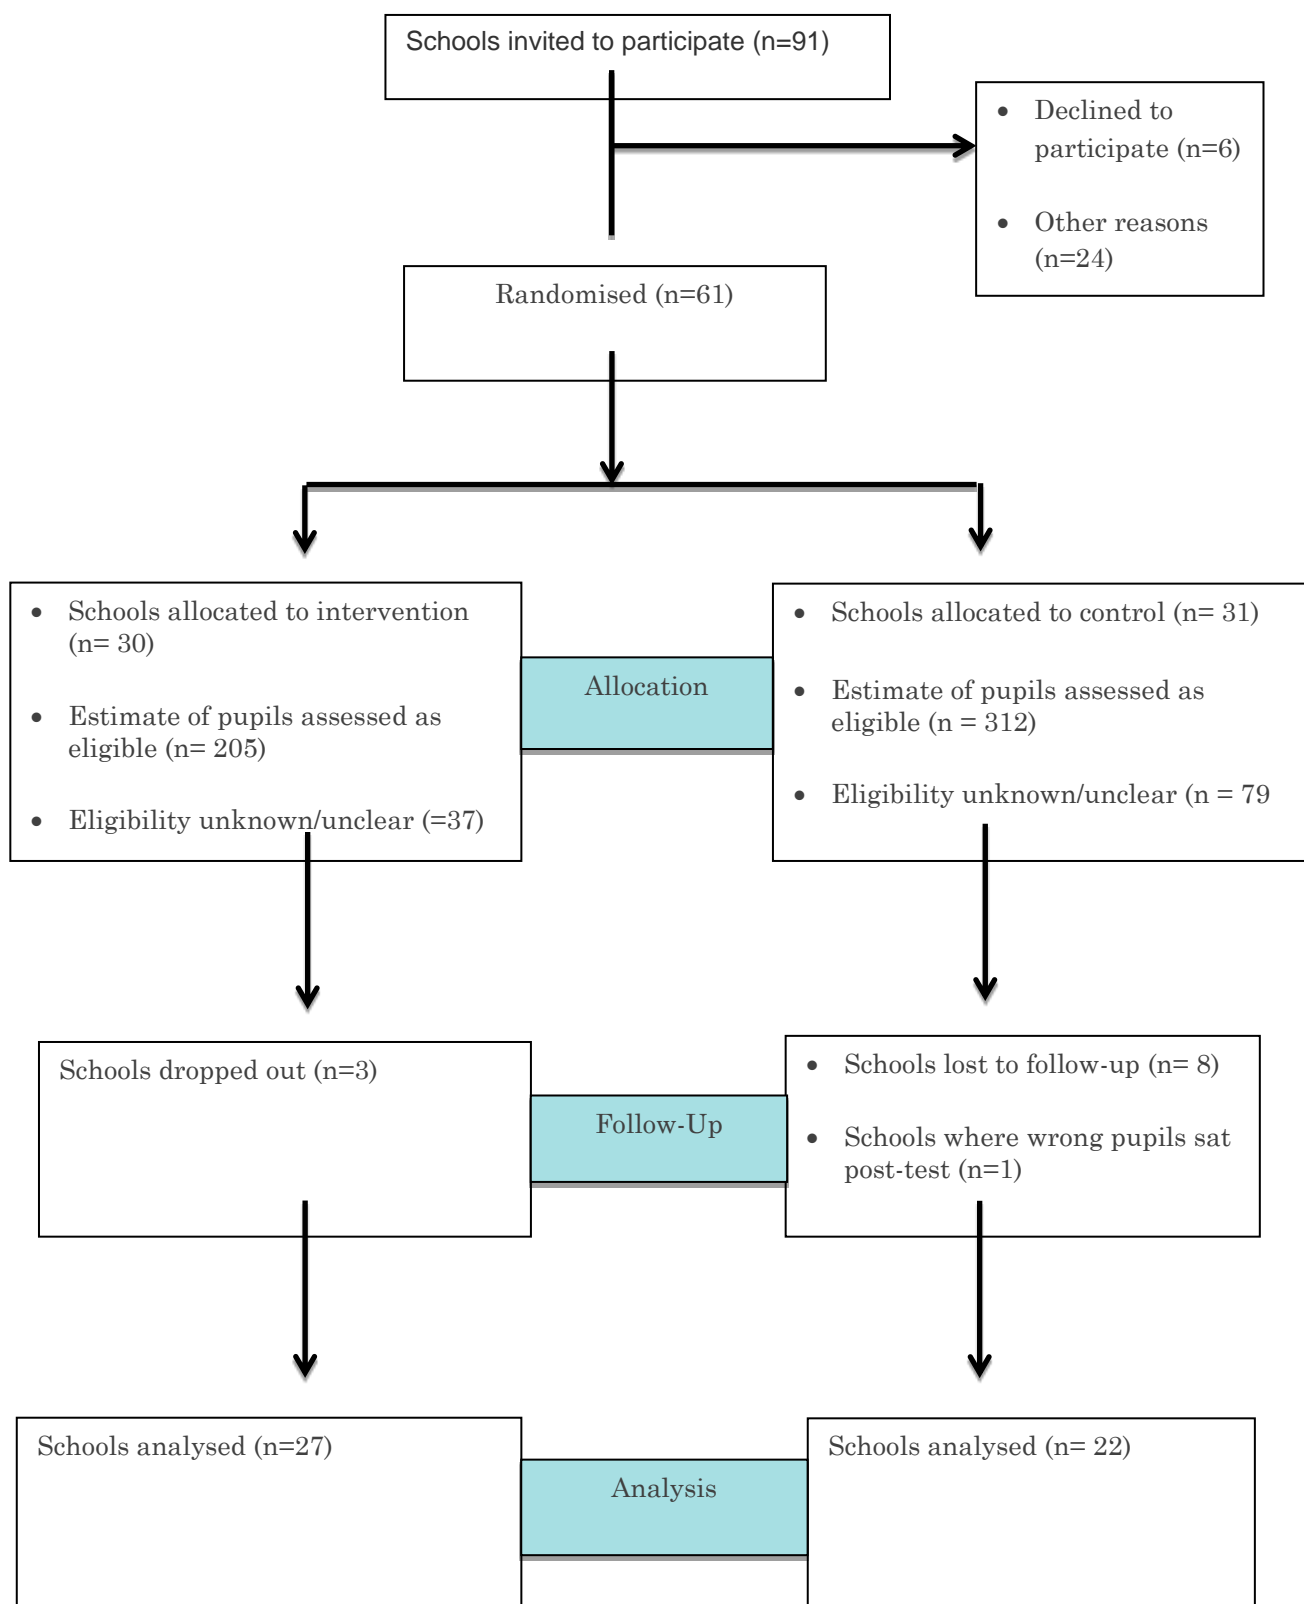 Schools invited to participate (n=91)
• Declined to
participate (n=6)
• Other reasons
(n=24)
Randomised (n=61)
• Schools allocated to intervention
(n= 30)
• Estimate of pupils assessed as
eligible (n= 205)
• Eligibility unknown/unclear (=37)
Allocation
• Schools allocated to control (n= 31)
• Estimate of pupils assessed as
eligible (n = 312)
• Eligibility unknown/unclear (n = 79
Schools dropped out (n=3)
Follow-Up
• Schools lost to follow-up (n= 8)
• Schools where wrong pupils sat
post-test (n=1)
Schools analysed (n=27)
Analysis
Schools analysed (n= 22)